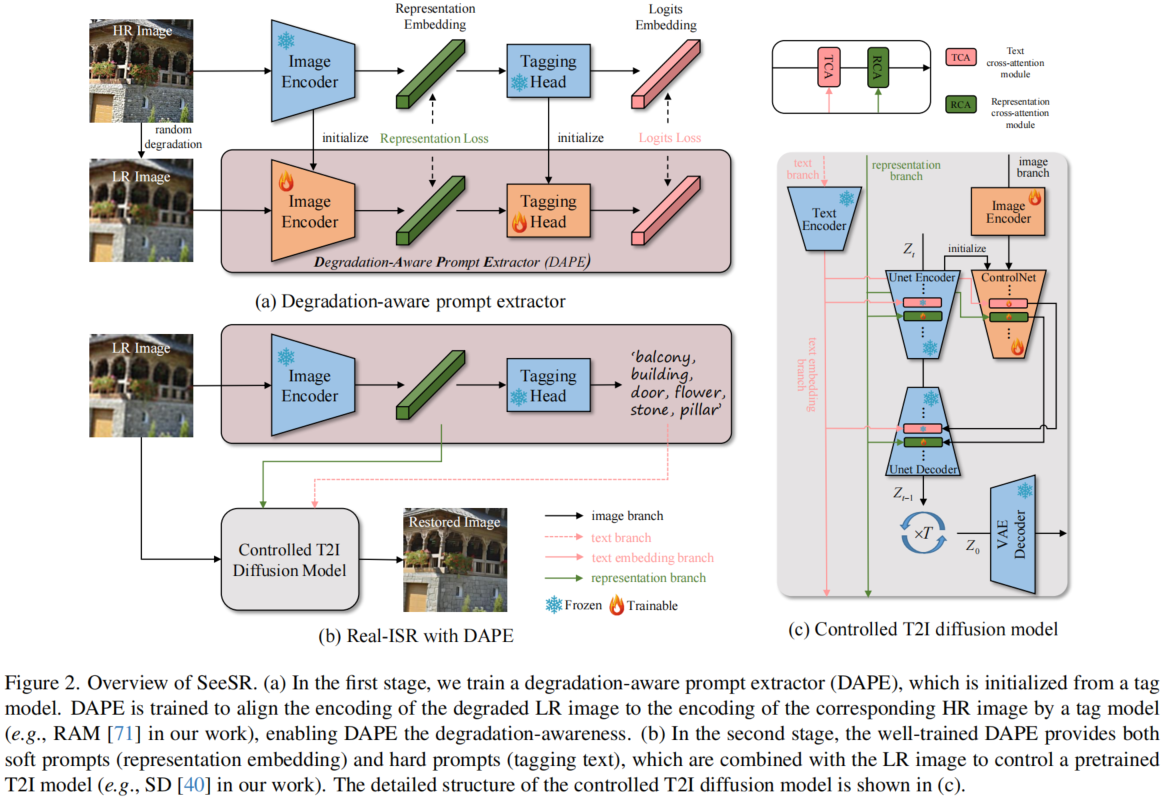 HR Image
Image
Encoder
Representation
Embedding
Tagging
Head
Logits
Embedding
random
degradation
initialize
Representation Loss
initialize
Logits Loss
LR Image
Image
Encoder
Tagging
Head
Degradation-Aware Prompt Extractor (DAPE)
(a) Degradation-aware prompt extractor
LR Image
Image
Encoder
Tagging
Head
‘balcony,
building,
door, flower,
stone, pillar’
Controlled T2I
Diffusion Model
Restored Image
image branch
text branch
text embedding branch
representation branch
Frozen
Trainable
(b) Real-ISR with DAPE
TCA
RCA
TCA
Text
cross-attention
module
RCA
Representation
cross-attention
module
text
branch
representation
branch
image
branch
Text
Encoder
Image
Encoder
Zt
initialize
Unet Encoder
ControlNet
text embedding
branch
Unet Decoder
Zt−1
×T
Z0
VAE
Decoder
(c) Controlled T2I diffusion model
Figure 2. Overview of SeeSR. (a) In the first stage, we train a degradation-aware prompt extractor (DAPE), which is initialized from a tag
model. DAPE is trained to align the encoding of the degraded LR image to the encoding of the corresponding HR image by a tag model
(e.g., RAM [71] in our work), enabling DAPE the degradation-awareness. (b) In the second stage, the well-trained DAPE provides both
soft prompts (representation embedding) and hard prompts (tagging text), which are combined with the LR image to control a pretrained
T2I model (e.g., SD [40] in our work). The detailed structure of the controlled T2I diffusion model is shown in (c).